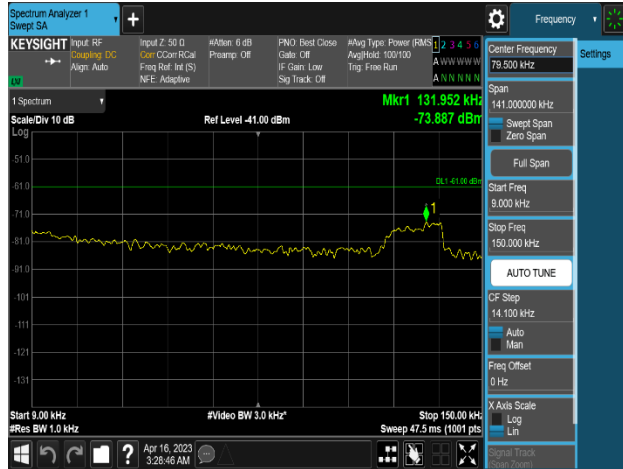 Spectrum Analyzer 1
Swept SA
Frequency
KEYSIGHT
Input: RF
Coupling: DC
Align: Auto
Input Z: 50 Ω
Corr CCorr RCal
Freq Ref: Int (S)
NFE: Adaptive
#Atten: 6 dB
Preamp: Off
PNO: Best Close
Gate: Off
IF Gain: Low
Sig Track: Off
#Avg Type: Power (RMS
Avg|Hold: 100/100
Trig: Free Run
1 2 3 4 5 6
A W W W W W
A N N N N N
1 Spectrum
Scale/Div 10 dB
Log
Ref Level -41.00 dBm
Mkr1 131.952 kHz
-73.887 dBm
-51.0
-61.0
-71.0
-81.0
-91.0
-101
-111
-121
-131
DL1 -61.00 dBm
1
Start 9.00 kHz
#Res BW 1.0 kHz
#Video BW 3.0 kHz*
Stop 150.00 kHz
Sweep 47.5 ms (1001 pts
Center Frequency
79.500 kHz
Span
141.000000 kHz
Swept Span
Zero Span
Full Span
Start Freq
9.000 kHz
Stop Freq
150.000 kHz
AUTO TUNE
CF Step
14.100 kHz
Auto
Man
Freq Offset
0 Hz
X Axis Scale
Log
Lin
Signal Track
(Span Zoom)
Settings
?
Apr 16, 2023
3:28:46 AM